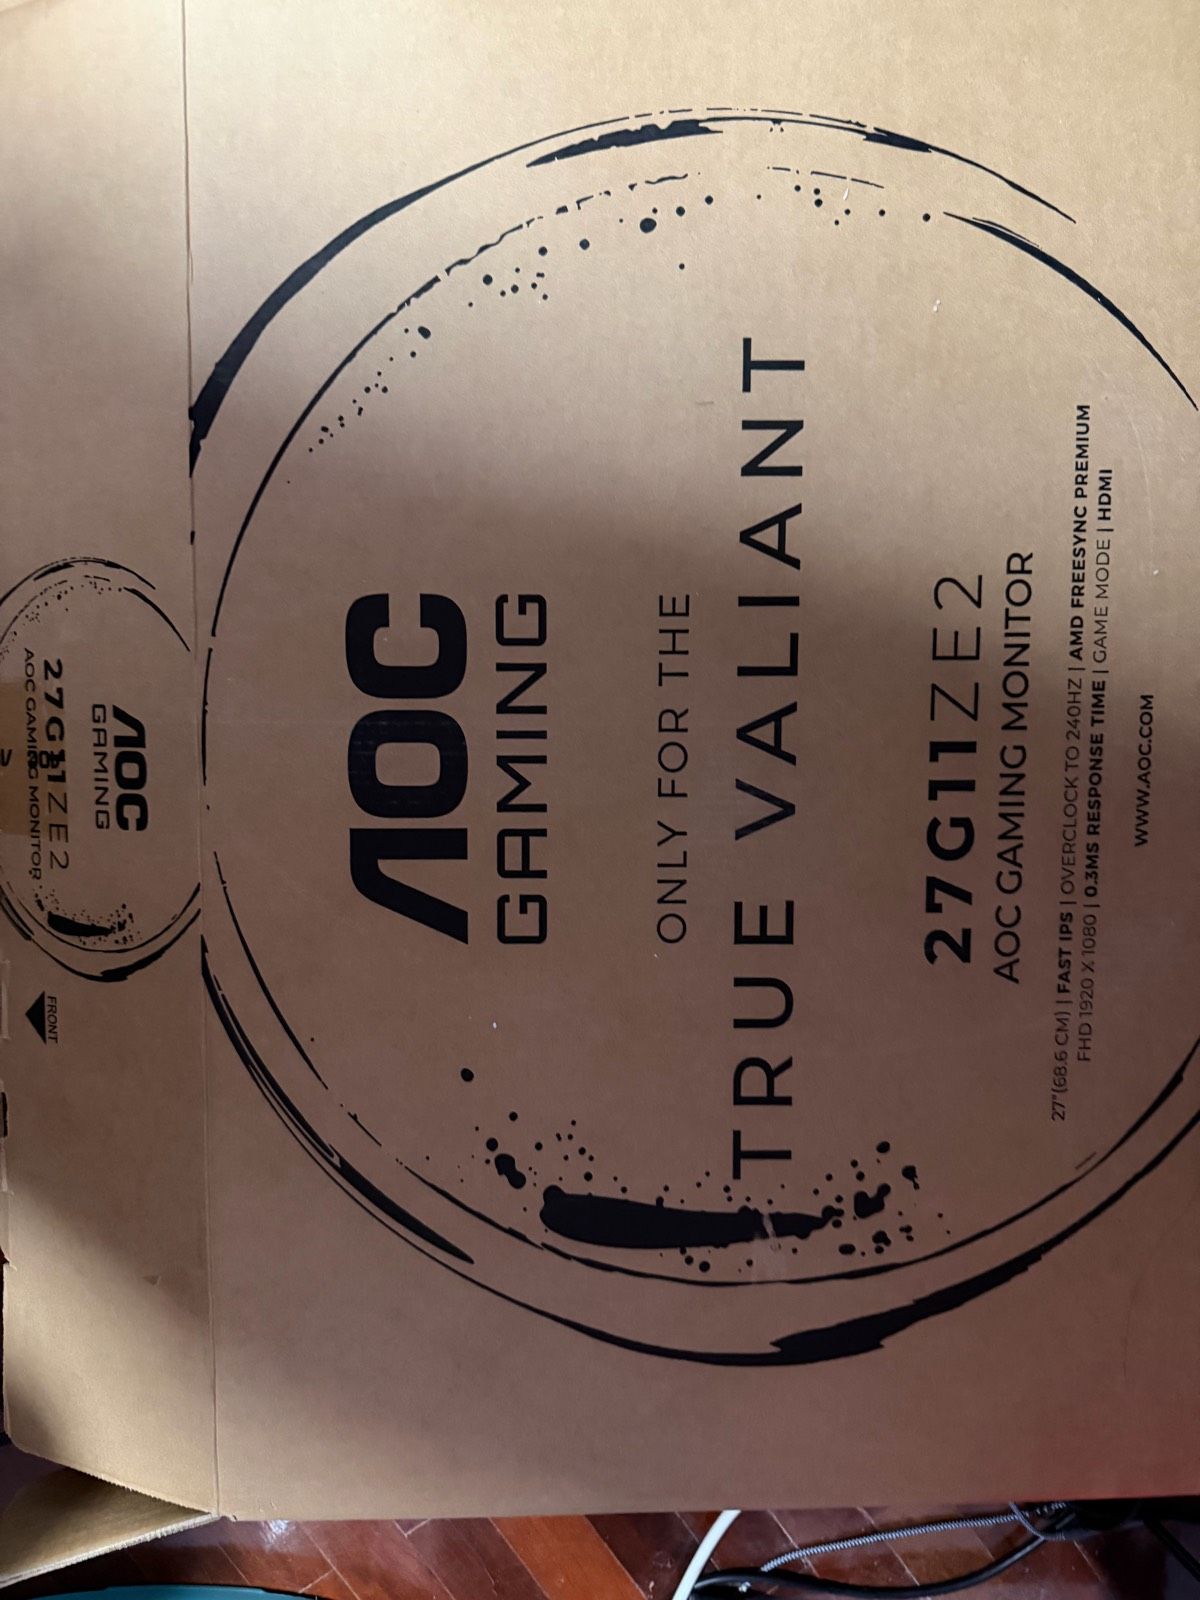 AOC
GAMING
ONLY FOR THE
TRUE VALIANT
27G11ZE2
AOC GAMING MONITOR
27"(68.6 CM) | FAST IPS | OVERCLOCK TO 240HZ | AMD FREESYNC PREMIUM
FHD 1920 X 1080 | 0.3MS RESPONSE TIME | GAME MODE | HDMI
WWW.AOC.COM
AOC
GAMING
27G11ZE2
AOC GAMING MONITOR
FRONT